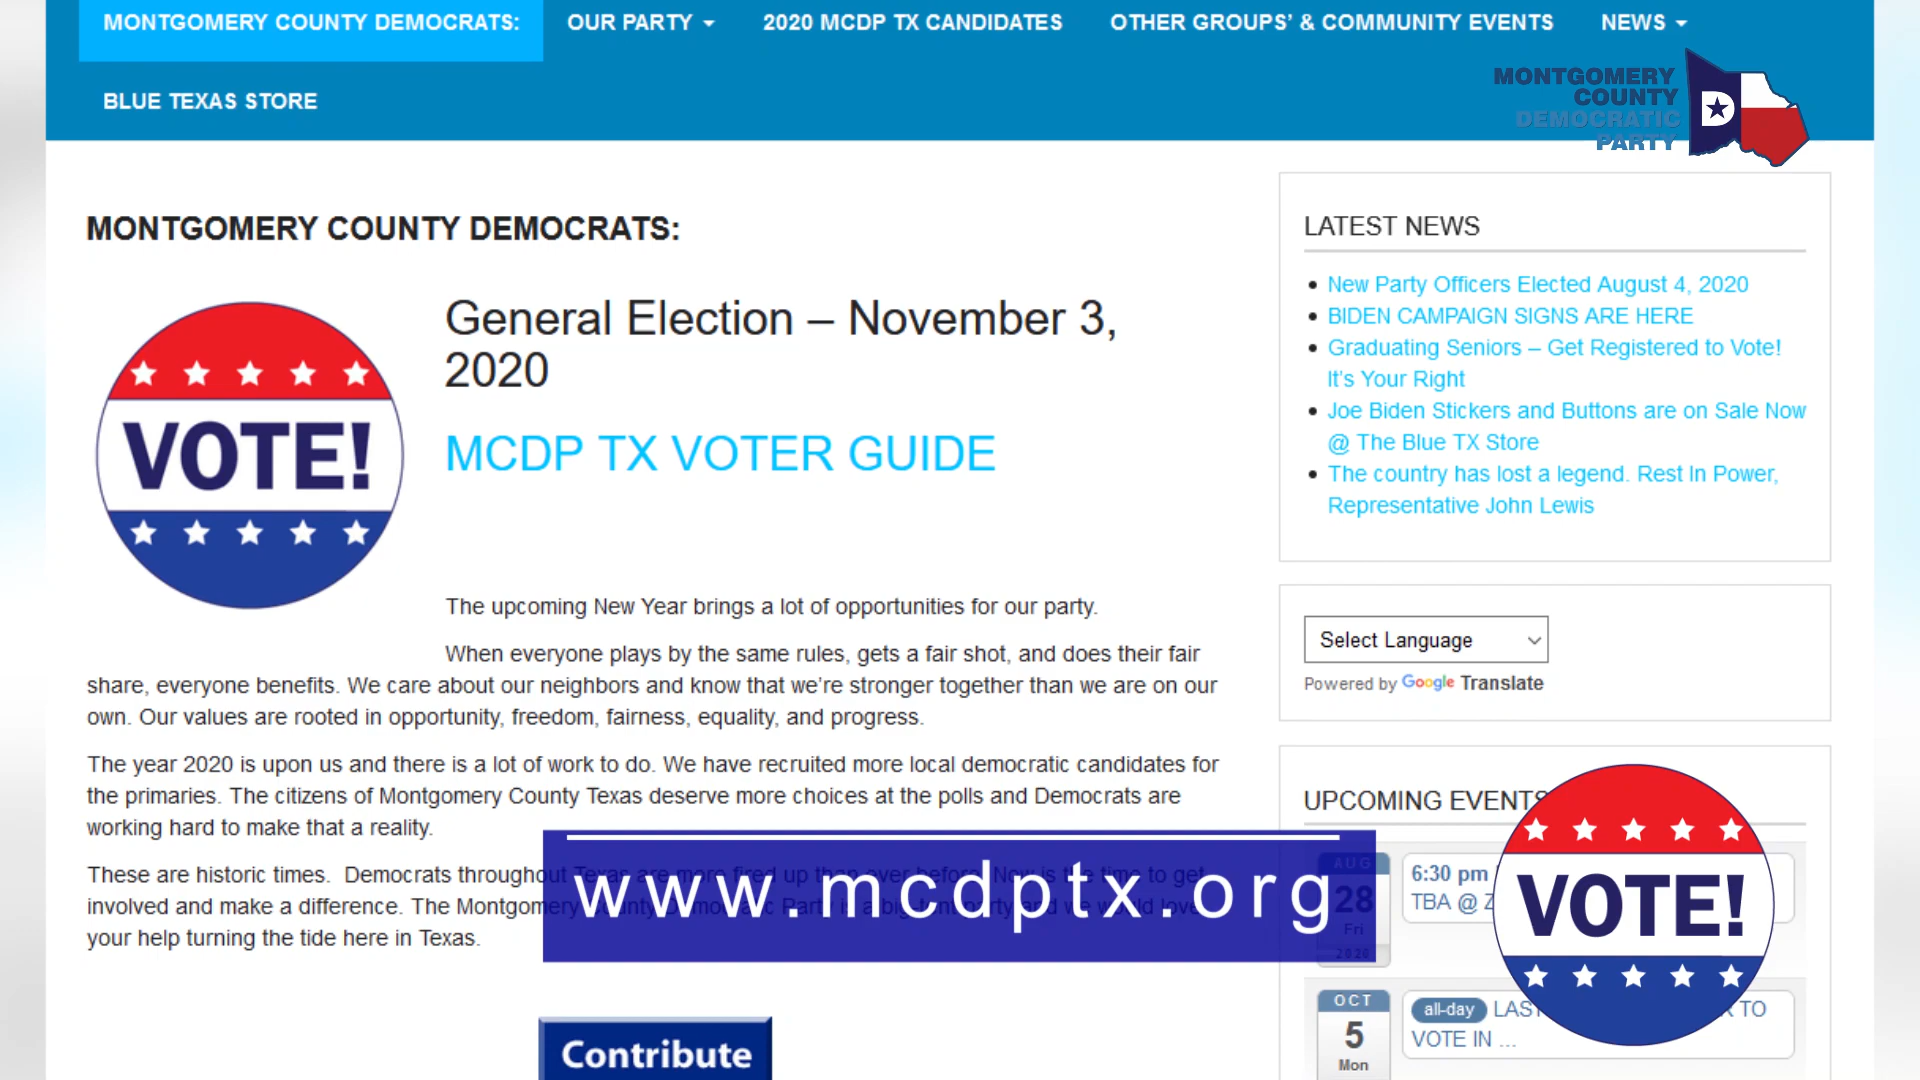 MONTGOMERY COUNTY DEMOCRATS:
OUR PARTY
2020 MCDP TX CANDIDATES
OTHER GROUPS' & COMMUNITY EVENTS
NEWS
BLUE TEXAS STORE
MONTGOMERY
COUNTY
DEMOCRATIC
PARTY
D
MONTGOMERY COUNTY DEMOCRATS:
VOTE!
General Election – November 3,
2020
MCDP TX VOTER GUIDE
The upcoming New Year brings a lot of opportunities for our party.
When everyone plays by the same rules, gets a fair shot, and does their fair
share, everyone benefits. We care about our neighbors and know that we're stronger together than we are on our
own. Our values are rooted in opportunity, freedom, fairness, equality, and progress.
The year 2020 is upon us and there is a lot of work to do. We have recruited more local democratic candidates for
the primaries. The citizens of Montgomery County Texas deserve more choices at the polls and Democrats are
working hard to make that a reality.
These are historic times. Democrats throughout Texas are more fired up than ever before. Now is the time to get
involved and make a difference. The Montgomery County Democratic Party is a big-tent party and we would love
your help turning the tide here in Texas.
www.mcdptx.org
Contribute
LATEST NEWS
New Party Officers Elected August 4, 2020
BIDEN CAMPAIGN SIGNS ARE HERE
Graduating Seniors – Get Registered to Vote!
It's Your Right
Joe Biden Stickers and Buttons are on Sale Now
@ The Blue TX Store
The country has lost a legend. Rest In Power,
Representative John Lewis
Select Language
Powered by Google Translate
UPCOMING EVENTS
AUG
28
Fri
2020
6:30 pm
TBA @ Z
VOTE!
OCT
5
Mon
all-day LAST
TO
VOTE IN ...